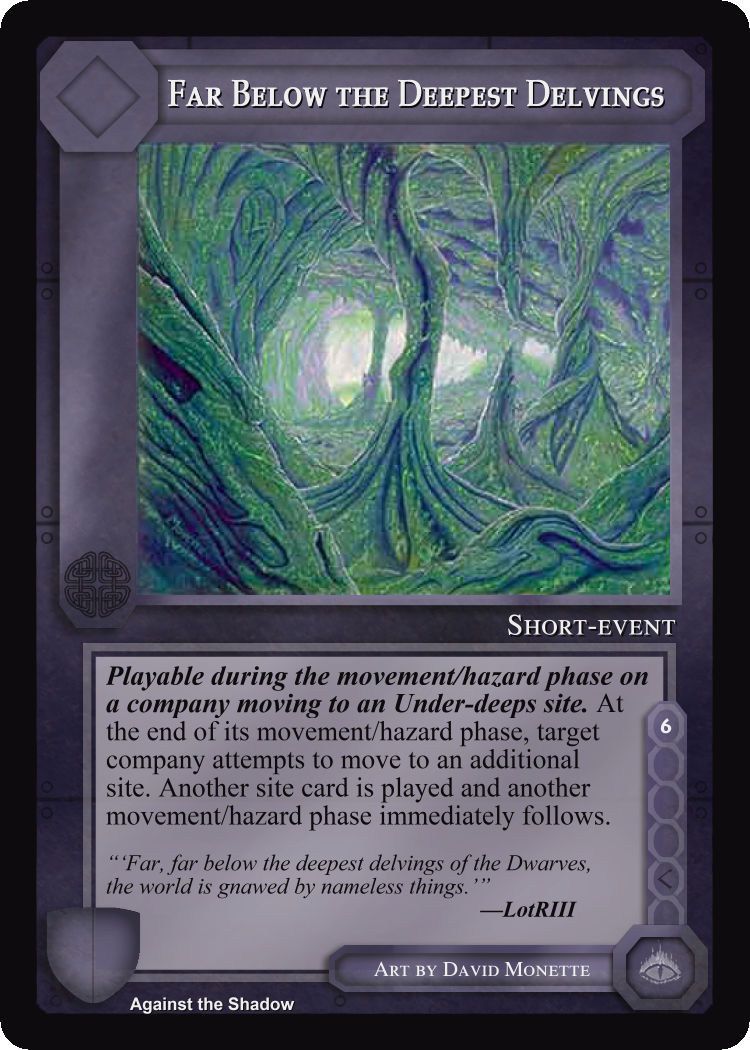 Far Below the Deepest Delvings
Short-event
Playable during the movement/hazard phase on
a company moving to an Under-deeps site. At
the end of its movement/hazard phase, target
company attempts to move to an additional
site. Another site card is played and another
movement/hazard phase immediately follows.
6
“‘Far, far below the deepest delvings of the Dwarves,
the world is gnawed by nameless things.’”
—LotRIII
Art by David Monette
Against the Shadow